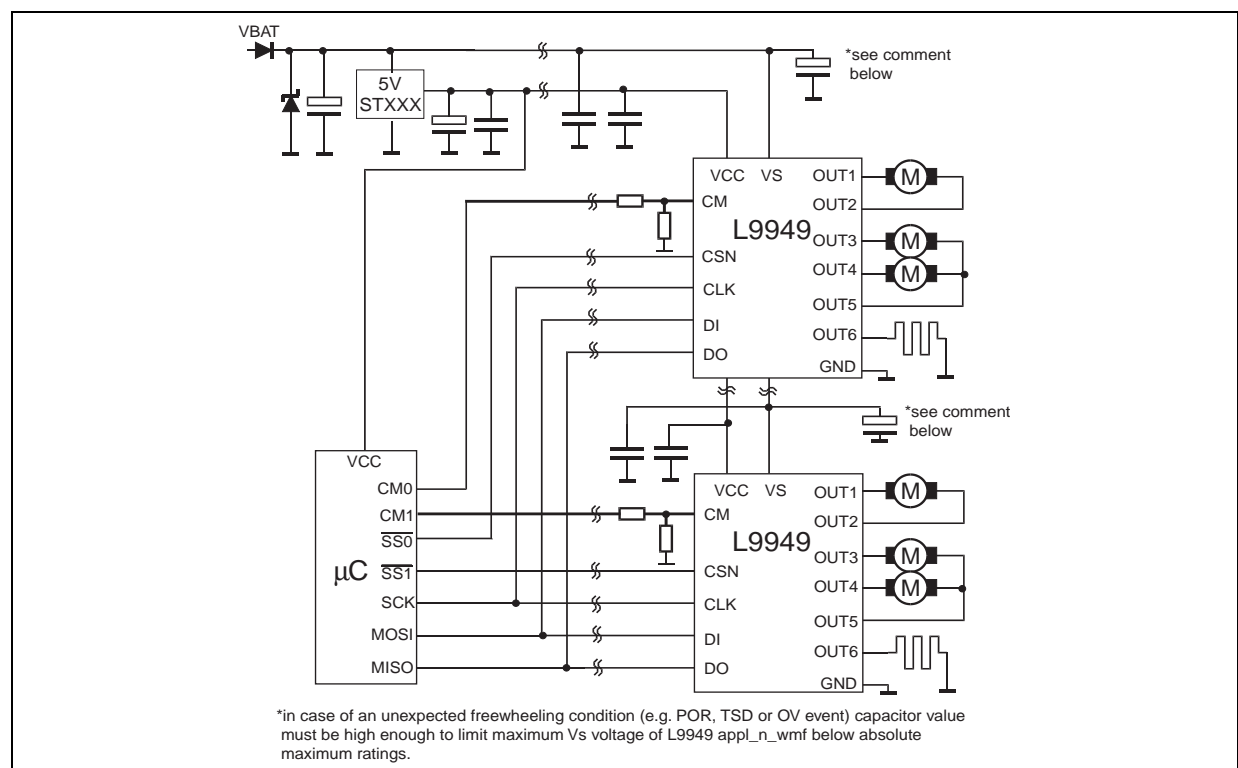 VBAT
*see comment
below
5V
STXXX
VCC VS OUT1 M
CM OUT2
L9949 OUT3 M
CSN OUT4 M
CLK OUT5
DI OUT6
DO
GND
*see comment
below
VCC
CM0
CM1
SS0
µC SS1
SCK
MOSI
MISO
VCC VS OUT1 M
CM OUT2
L9949 OUT3 M
CSN OUT4 M
CLK OUT5
DI OUT6
DO
GND
*in case of an unexpected freewheeling condition (e.g. POR, TSD or OV event) capacitor value
must be high enough to limit maximum Vs voltage of L9949 appl_n_wmf below absolute
maximum ratings.